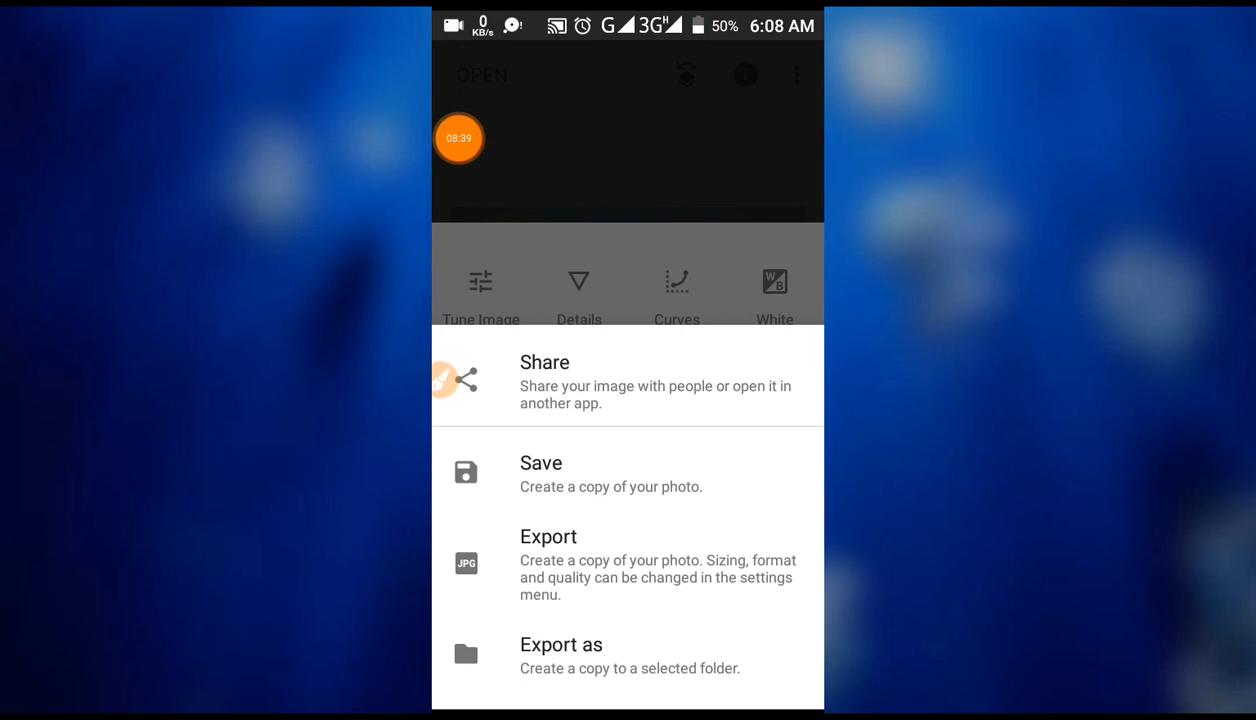 0 KB/s G 3G H 50% 6:08 AM
OPEN
08:39
W B
Tune Image Details Curves White
Share
Share your image with people or open it in
another app.
Save
Create a copy of your photo.
JPG
Export
Create a copy of your photo. Sizing, format
and quality can be changed in the settings
menu.
Export as
Create a copy to a selected folder.